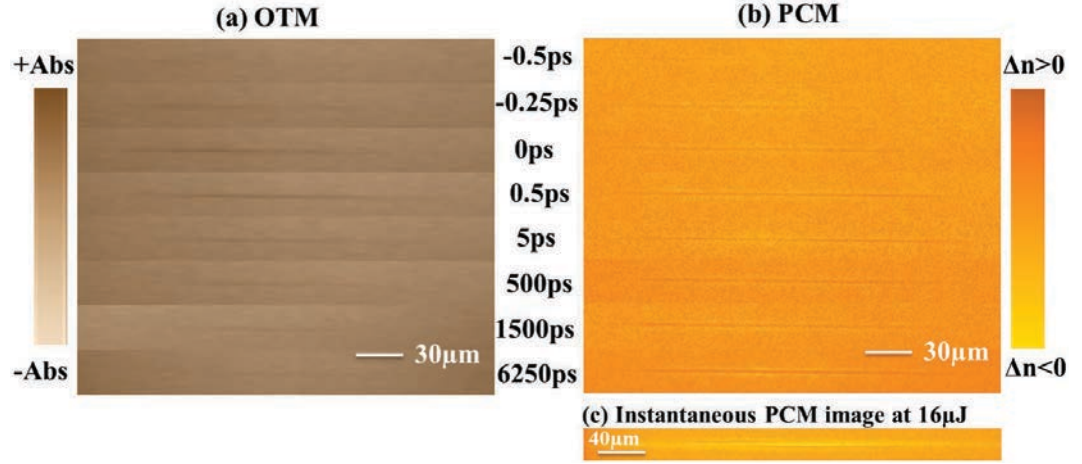 (a) OTM
(b) PCM
+Abs
-Abs
-0.5ps
-0.25ps
0ps
0.5ps
5ps
500ps
1500ps
6250ps
30µm
30µm
Δn>0
Δn<0
(c) Instantaneous PCM image at 16µJ
40µm